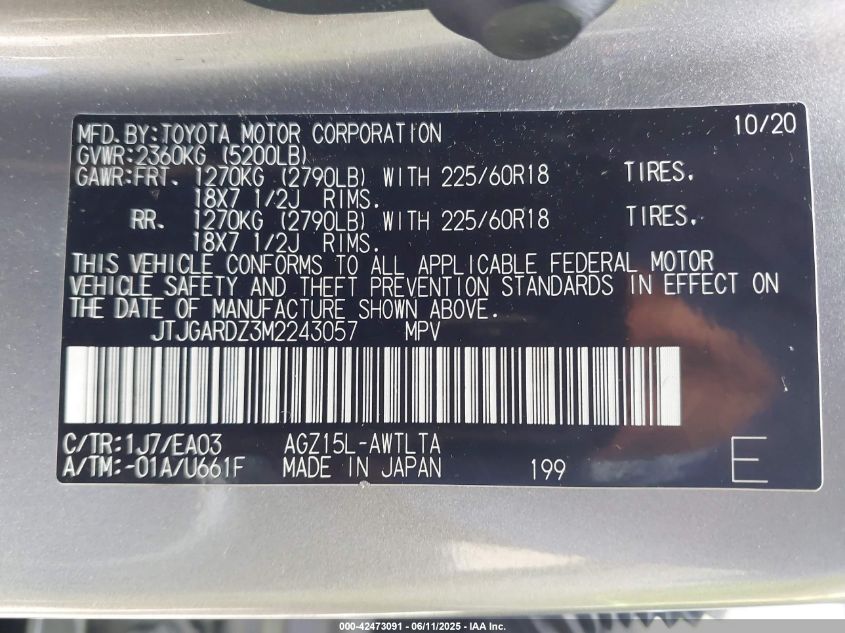 MFD.BY:TOYOTA MOTOR CORPORATION 10/20
GVWR:2360KG (5200LB)
GAWR:FRT. 1270KG (2790LB) WITH 225/60R18 TIRES.
18X7 1/2J RIMS.
RR. 1270KG (2790LB) WITH 225/60R18 TIRES.
18X7 1/2J RIMS.
THIS VEHICLE CONFORMS TO ALL APPLICABLE FEDERAL MOTOR
VEHICLE SAFETY AND THEFT PREVENTION STANDARDS IN EFFECT ON
THE DATE OF MANUFACTURE SHOWN ABOVE.
JTJGARDZ3M2243057 MPV
C/TR:1J7/EA03 AGZ15L-AWTLTA
A/TM:-01A/U661F MADE IN JAPAN 199 E
000-42473091 - 06/11/2025 - IAA Inc.